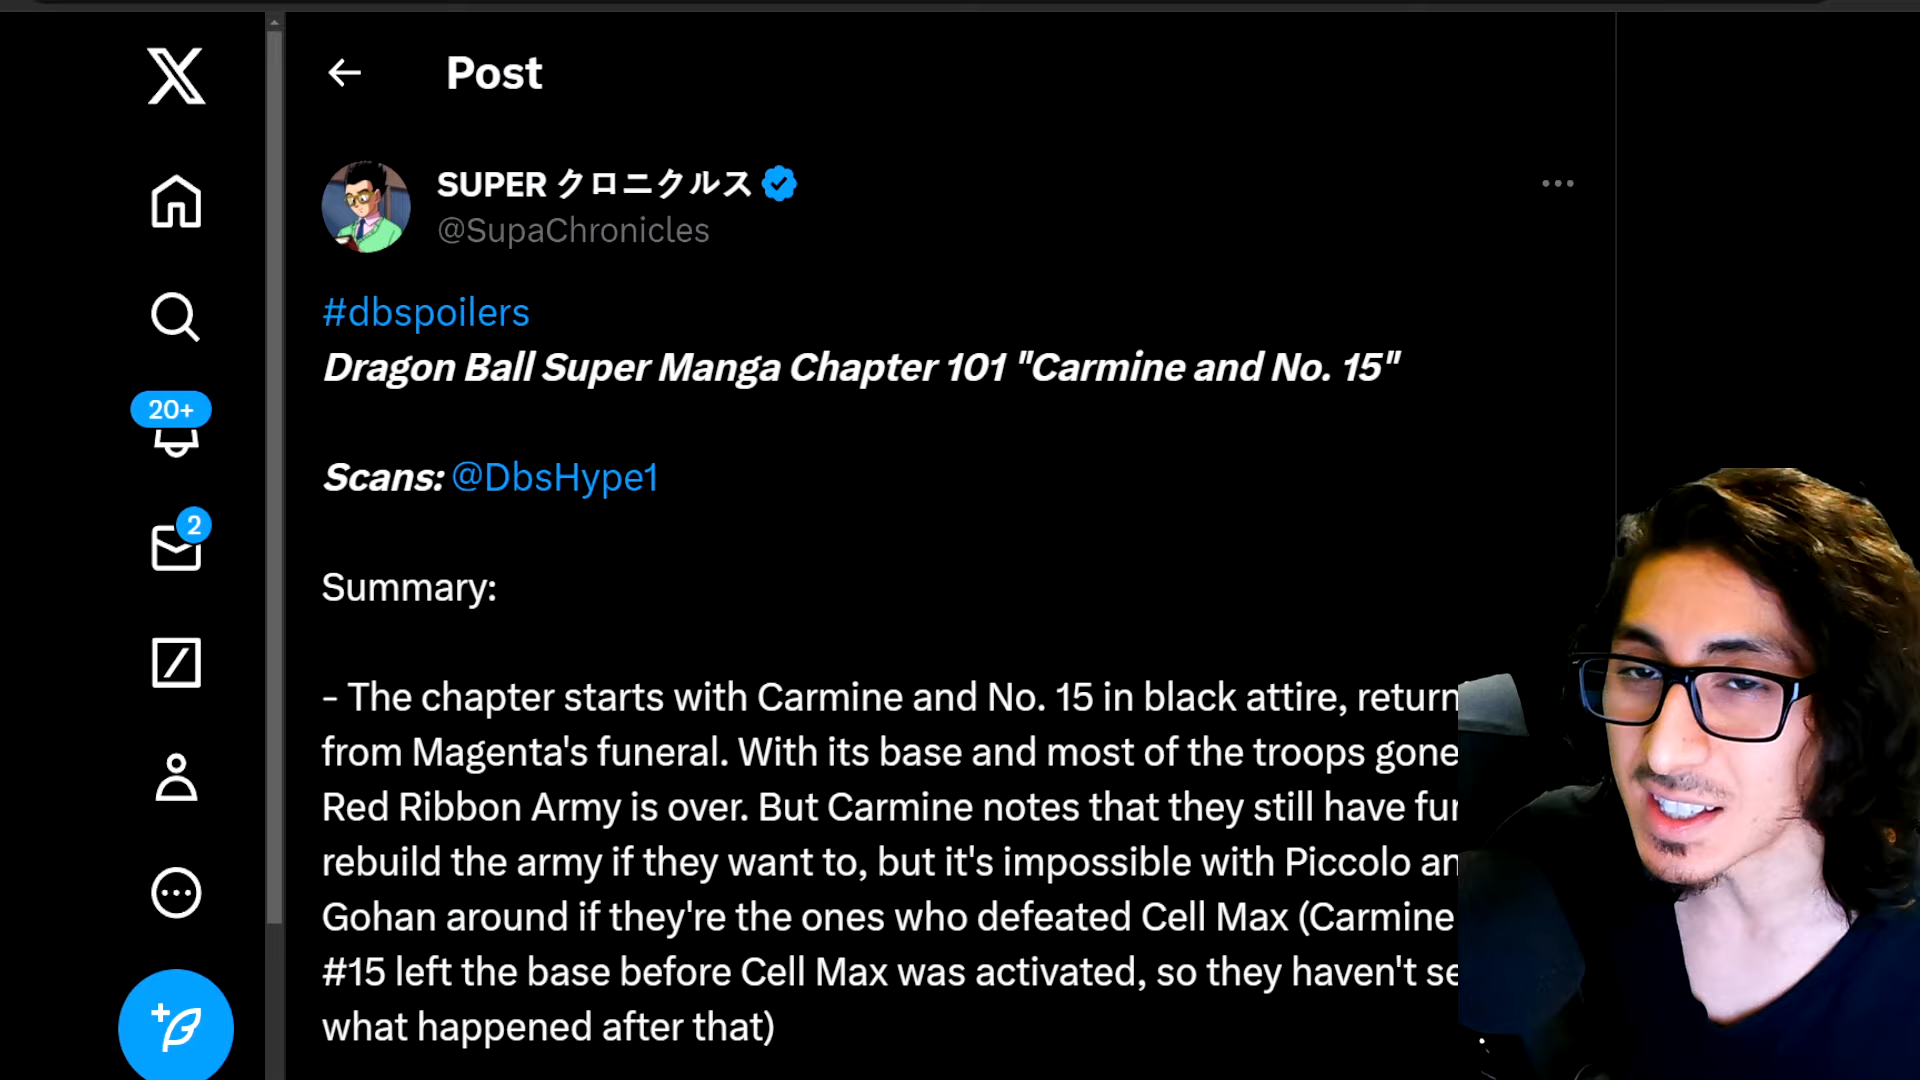 Post
SUPER クロニクルス
@SupaChronicles
#dbspoilers
Dragon Ball Super Manga Chapter 101 "Carmine and No. 15"
Scans: @DbsHype1
20+
2
Summary:
- The chapter starts with Carmine and No. 15 in black attire, return
from Magenta's funeral. With its base and most of the troops gone
Red Ribbon Army is over. But Carmine notes that they still have fu
rebuild the army if they want to, but it's impossible with Piccolo an
Gohan around if they're the ones who defeated Cell Max (Carmine
#15 left the base before Cell Max was activated, so they haven't se
what happened after that)